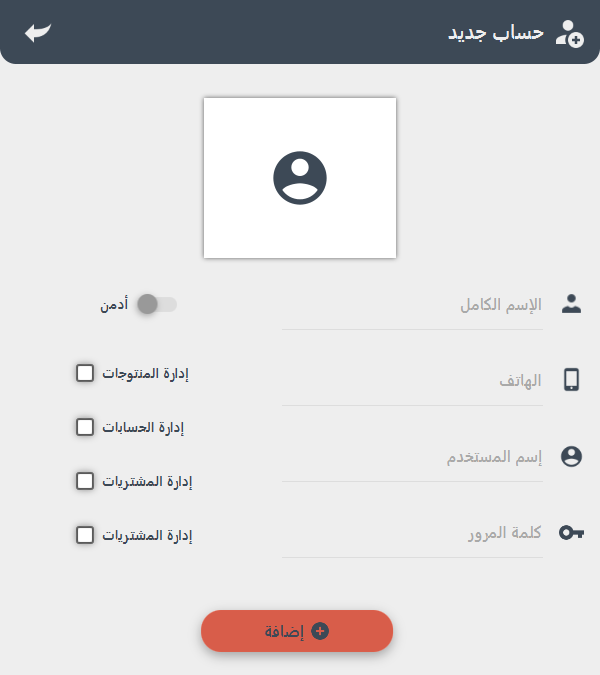 حساب جديد
الإسم الكامل
أدمن
الهاتف
إدارة المنتوجات
إدارة الحسابات
إسم المستخدم
إدارة المشتريات
كلمة المرور
إدارة المشتريات
إضافة